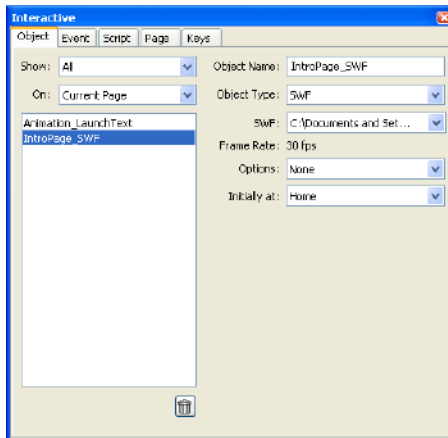 Interactive
Object Event Script Page Keys
Show: All
On: Current Page
Animation_LaunchText
IntroPage_SWF
Object Name: IntroPage_SWF
Object Type: SWF
SWF: C:\Documents and Set...
Frame Rate: 30 fps
Options: None
Initially at: Home